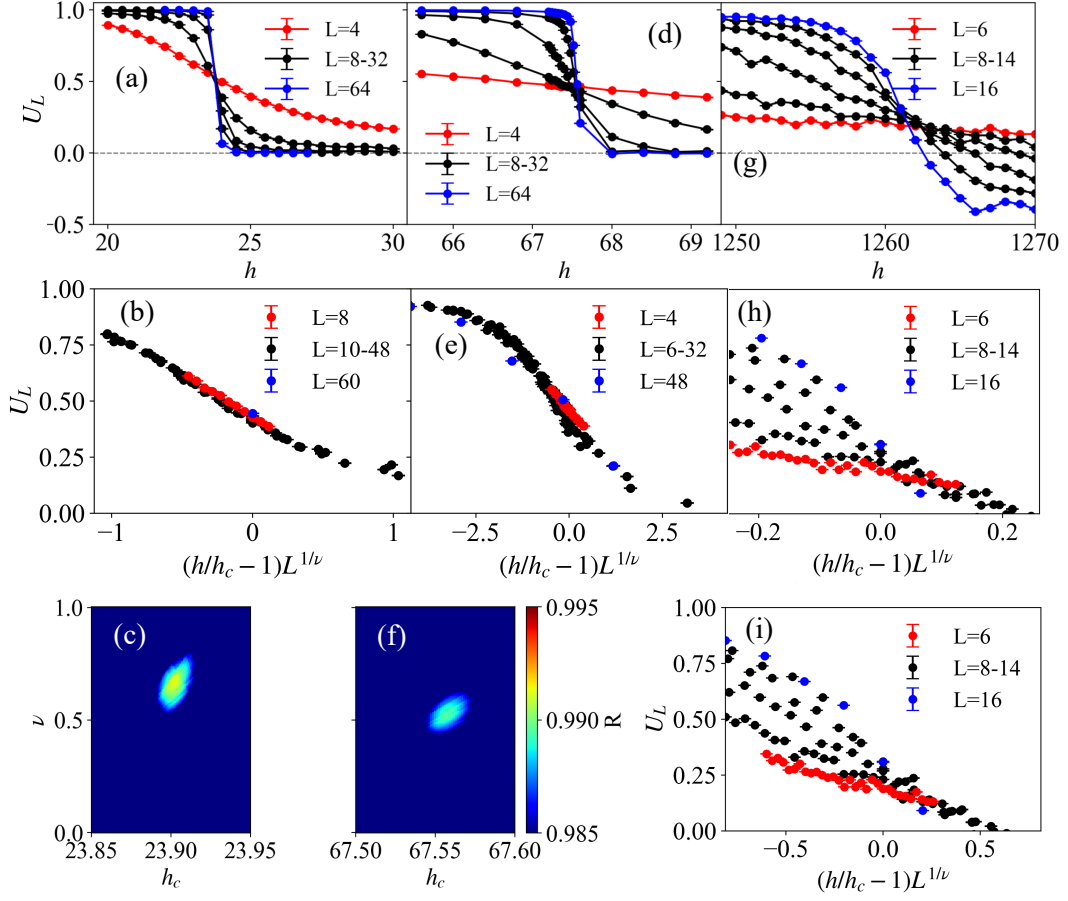 1.0
0.5
0.0
−0.5
U_L
(a)
L=4
L=8-32
L=64
20
25
30
h
(d)
L=4
L=8-32
L=64
66
67
68
69
h
L=6
L=8-14
L=16
(g)
1250
1260
1270
h
1.00
0.75
0.50
0.25
0.00
U_L
(b)
L=8
L=10-48
L=60
−1
0
1
(h/h_c − 1)L^{1/ν}
(e)
L=4
L=6-32
L=48
−2.5
0.0
2.5
(h/h_c − 1)L^{1/ν}
(h)
L=6
L=8-14
L=16
−0.2
0.0
0.2
(h/h_c − 1)L^{1/ν}
1.0
0.5
0.0
ν
(c)
23.85
23.90
23.95
h_c
(f)
67.50
67.55
67.60
h_c
0.995
0.990
0.985
R
1.00
0.75
0.50
0.25
0.00
U_L
(i)
L=6
L=8-14
L=16
−0.5
0.0
0.5
(h/h_c − 1)L^{1/ν}